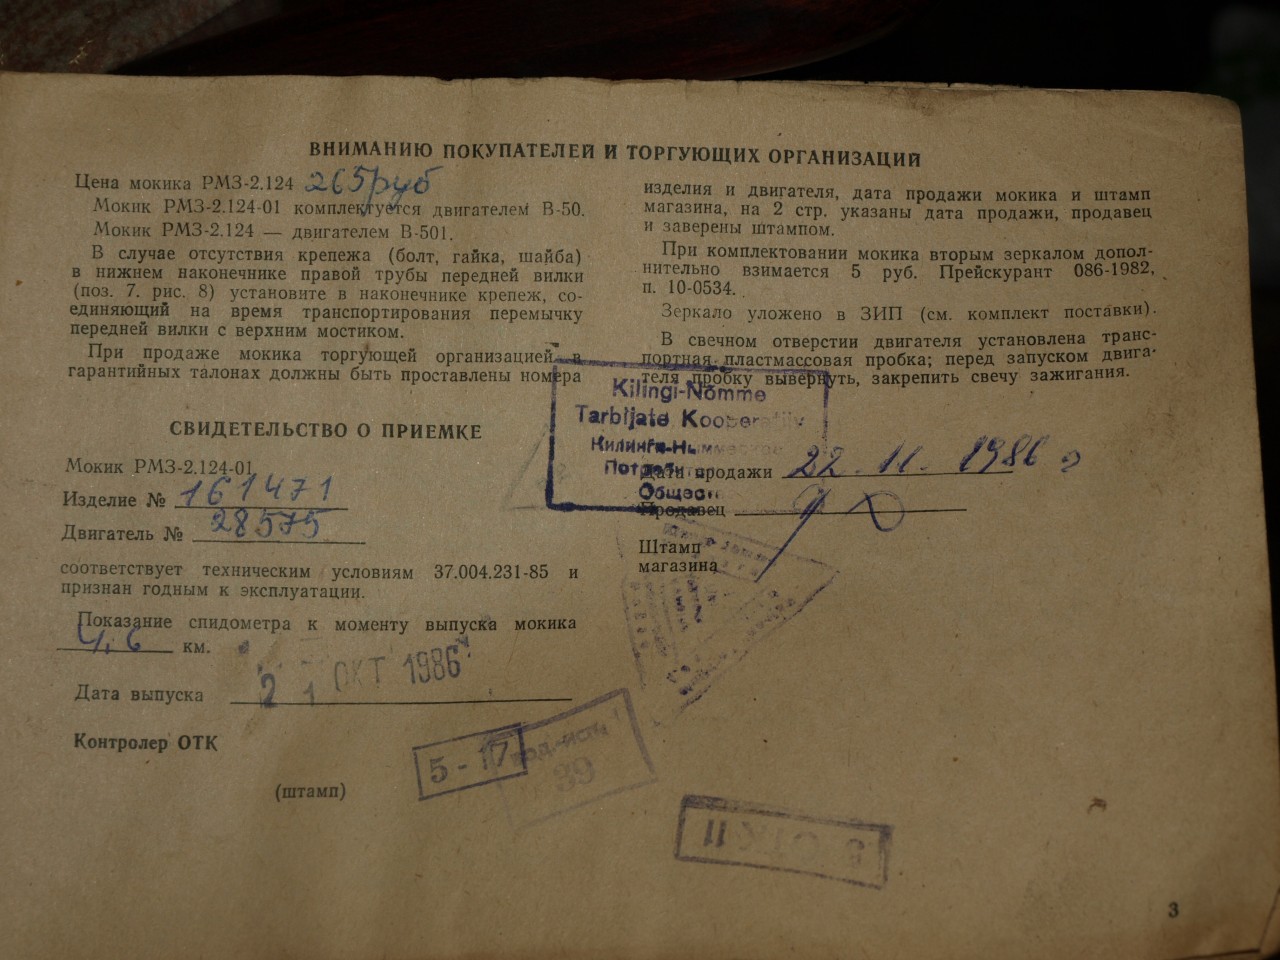 ВНИМАНИЮ ПОКУПАТЕЛЕЙ И ТОРГУЮЩИХ ОРГАНИЗАЦИЙ
Цена мокика РМЗ-2.124 265 руб
Мокик РМЗ-2.124-01 комплектуется двигателем В-50.
Мокик РМЗ-2.124 — двигателем В-501.
В случае отсутствия крепежа (болт, гайка, шайба)
в нижнем наконечнике правой трубы передней вилки
(поз. 7. рис. 8) установите в наконечнике крепеж, со-
единяющий на время транспортирования перемычку
передней вилки с верхним мостиком.
При продаже мокика торгующей организацией в
гарантийных талонах должны быть проставлены номера
изделия и двигателя, дата продажи мокика и штамп
магазина, на 2 стр. указаны дата продажи, продавец
и заверены штампом.
При комплектовании мокика вторым зеркалом допол-
нительно взимается 5 руб. Прейскурант 086-1982,
п. 10-0534.
Зеркало уложено в ЗИП (см. комплект поставки).
В свечном отверстии двигателя установлена транс-
портная пластмассовая пробка; перед запуском двига-
теля пробку вывернуть, закрепить свечу зажигания.
СВИДЕТЕЛЬСТВО О ПРИЕМКЕ
Мокик РМЗ-2.124-01
Изделие № 161471
Двигатель № 28575
соответствует техническим условиям 37.004.231-85 и
признан годным к эксплуатации.
Показание спидометра к моменту выпуска мокика
4,6 км.
Дата выпуска 21 ОКТ 1986
Контролер ОТК
(штамп)
5-17
89
Kilingi-Nõmme
Tarbijate Kooperatiiv
Килинги-Ныммеское
Общест
Дата продажи 22. 11. 1986 г
Продавец
Штамп
магазина
3